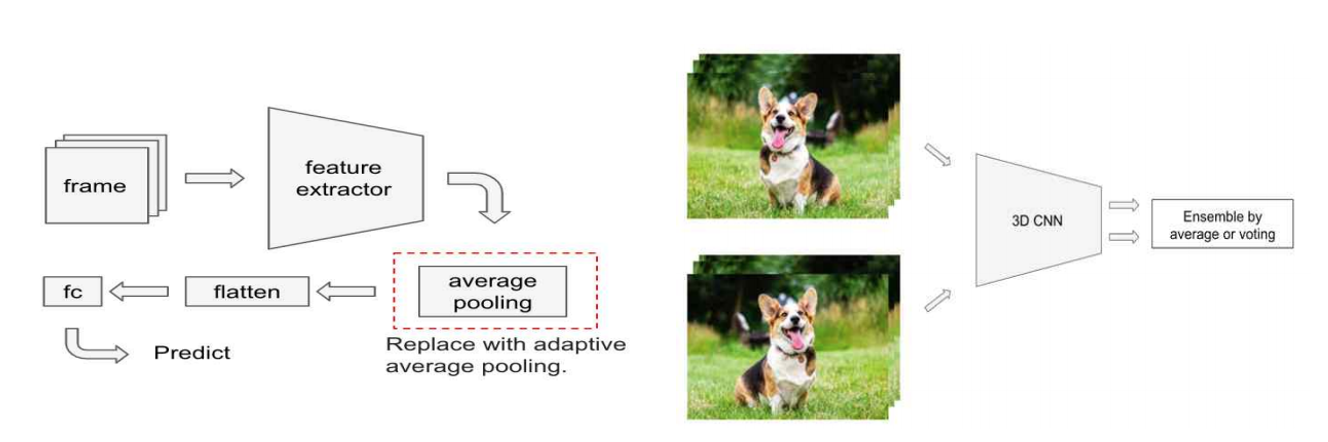 frame
feature
extractor
average
pooling
flatten
fc
Predict
Replace with adaptive
average pooling.
3D CNN
Ensemble by
average or voting